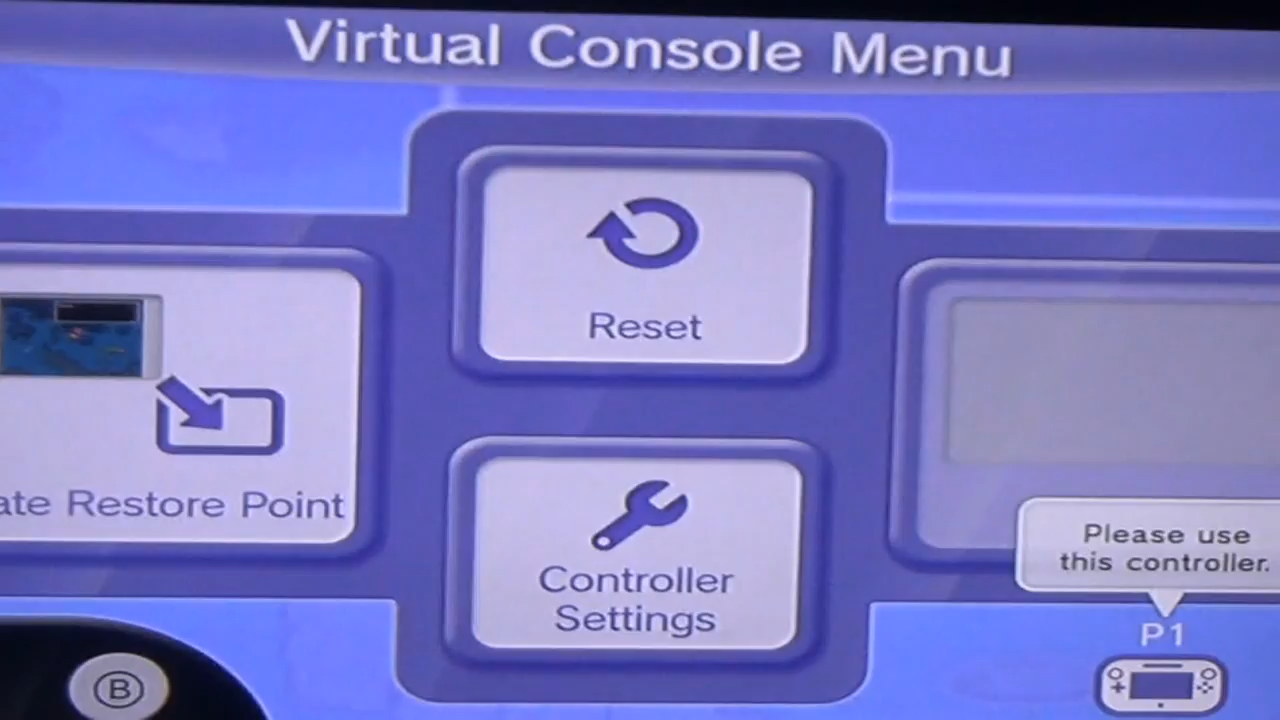 Virtual Console Menu
Reset
ate Restore Point
Controller
Settings
Please use
this controller.
P1
B